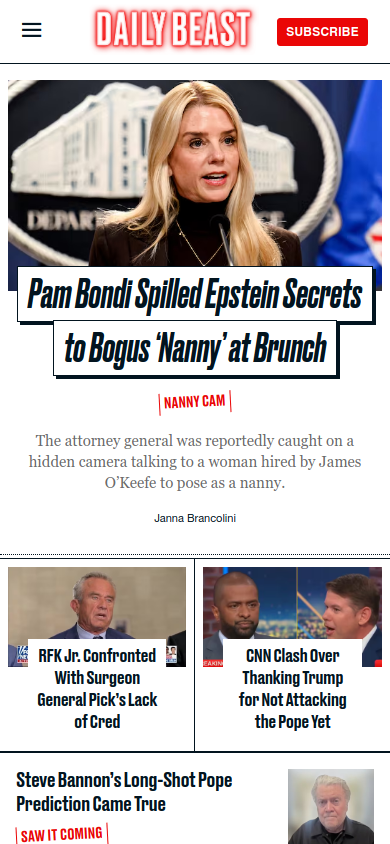 DAILY BEAST
SUBSCRIBE
Pam Bondi Spilled Epstein Secrets
to Bogus ‘Nanny’ at Brunch
NANNY CAM
The attorney general was reportedly caught on a
hidden camera talking to a woman hired by James
O’Keefe to pose as a nanny.
Janna Brancolini
RFK Jr. Confronted
With Surgeon
General Pick’s Lack
of Cred
CNN Clash Over
Thanking Trump
for Not Attacking
the Pope Yet
Steve Bannon’s Long-Shot Pope
Prediction Came True
SAW IT COMING